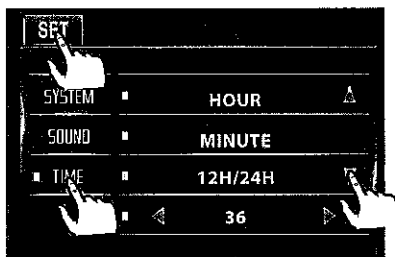 SET
SYSTEM HOUR
SOUND MINUTE
TIME 12H/24H
36